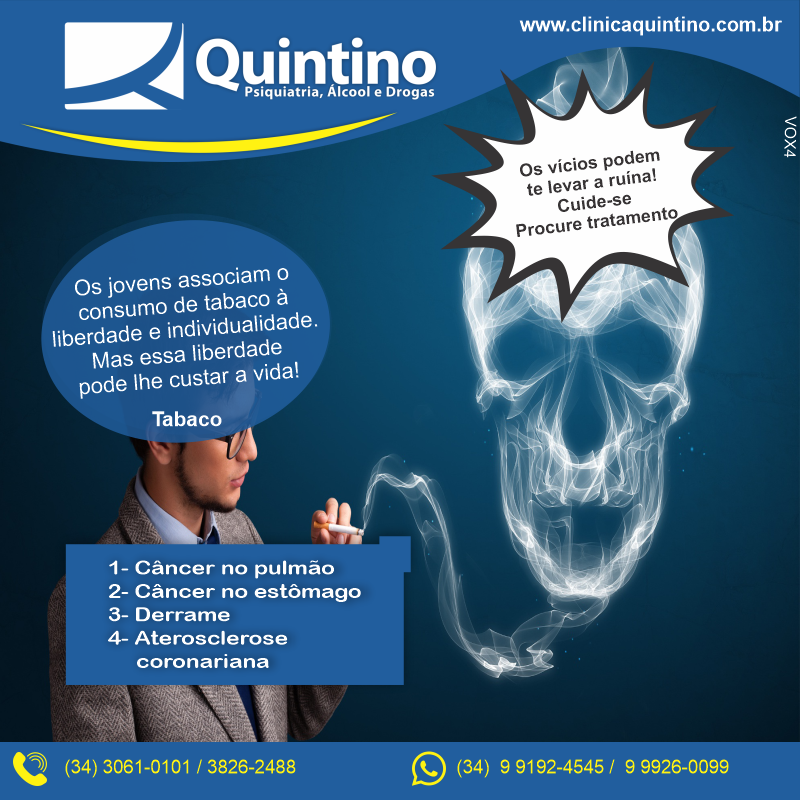 www.clinicaquintino.com.br
Quintino
Psiquiatria, Álcool e Drogas
VOX4
Os vícios podem
te levar a ruína!
Cuide-se
Procure tratamento
Os jovens associam o
consumo de tabaco à
liberdade e individualidade.
Mas essa liberdade
pode lhe custar a vida!
Tabaco
1- Câncer no pulmão
2- Câncer no estômago
3- Derrame
4- Aterosclerose
coronariana
(34) 3061-0101 / 3826-2488
(34) 9 9192-4545 / 9 9926-0099